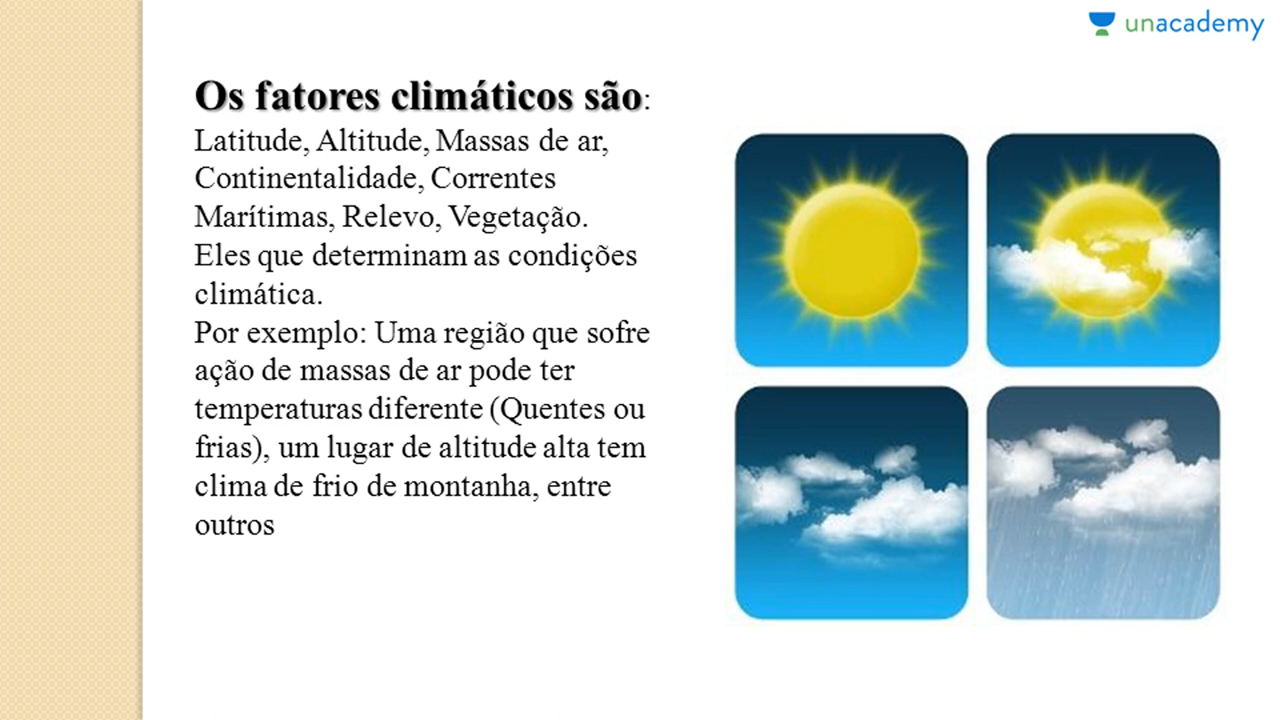 unacademy
Os fatores climáticos são:
Latitude, Altitude, Massas de ar,
Continentalidade, Correntes
Marítimas, Relevo, Vegetação.
Eles que determinam as condições
climática.
Por exemplo: Uma região que sofre
ação de massas de ar pode ter
temperaturas diferente (Quentes ou
frias), um lugar de altitude alta tem
clima de frio de montanha, entre
outros